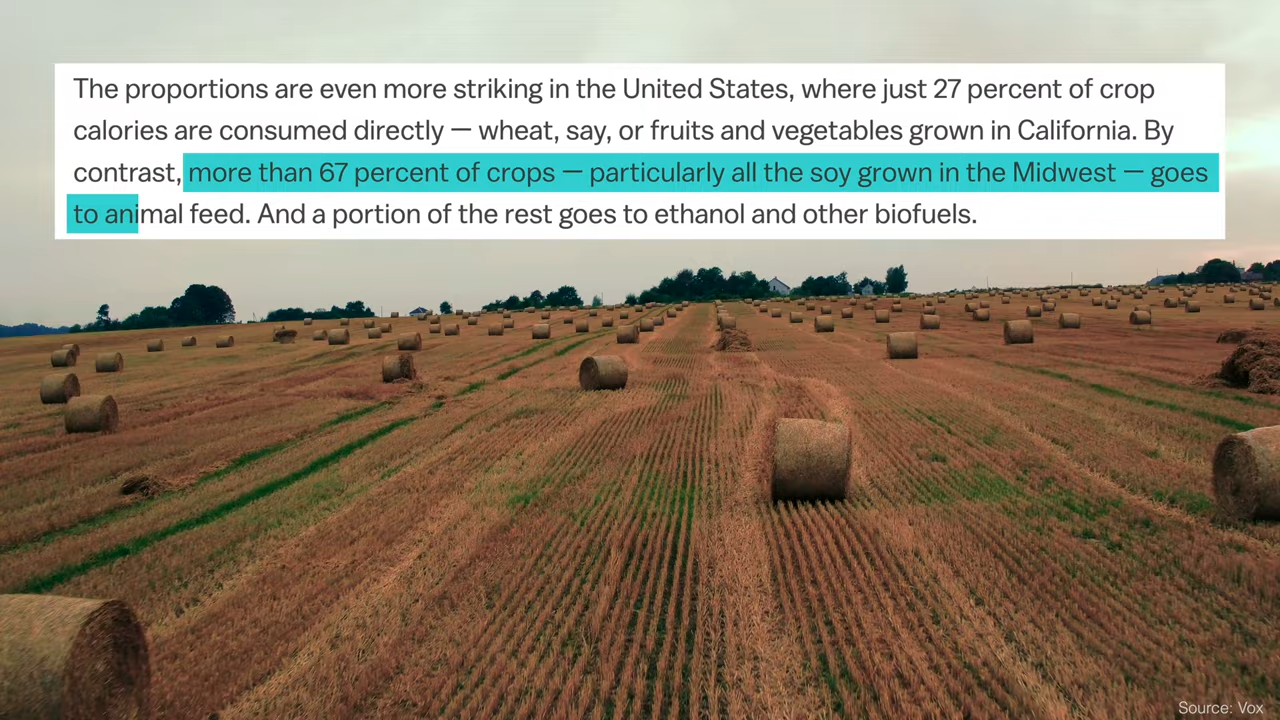 The proportions are even more striking in the United States, where just 27 percent of crop
calories are consumed directly — wheat, say, or fruits and vegetables grown in California. By
contrast, more than 67 percent of crops — particularly all the soy grown in the Midwest — goes
to animal feed. And a portion of the rest goes to ethanol and other biofuels.
Source: Vox